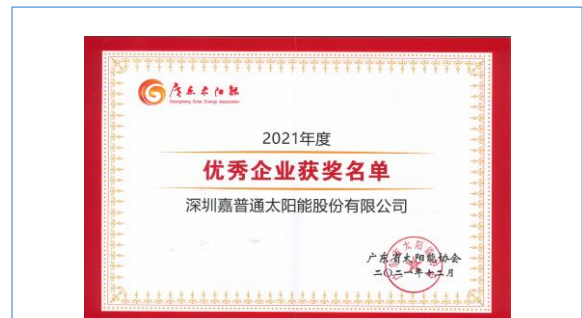 广东太阳能
Guangdong Solar Energy Association
2021年度
优秀企业获奖名单
深圳嘉普通太阳能股份有限公司
广东省太阳能协会
二〇二一年十二月